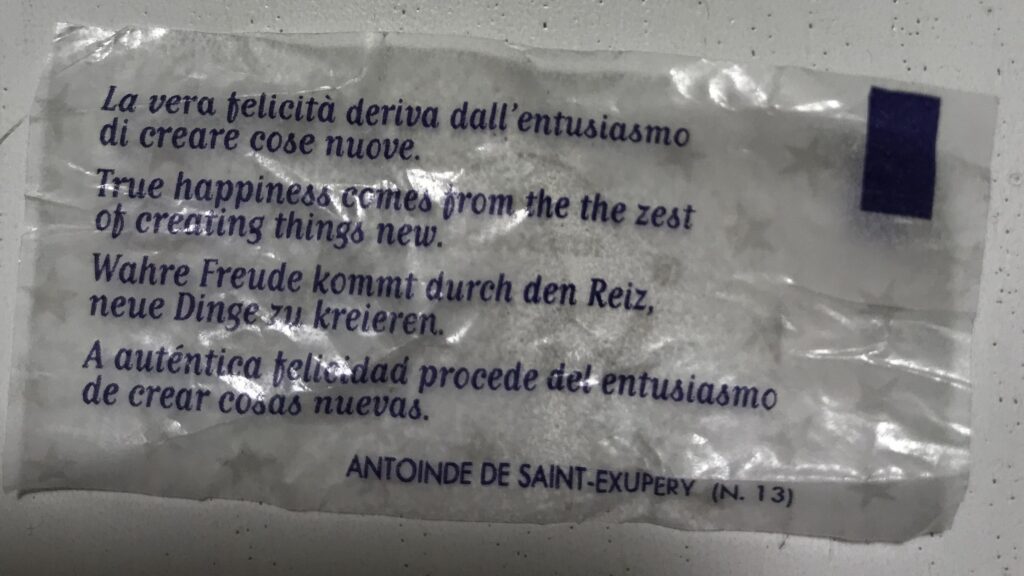 La vera felicità deriva dall'entusiasmo
di creare cose nuove.
True happiness comes from the the zest
of creating things new.
Wahre Freude kommt durch den Reiz,
neue Dinge zu kreieren.
A auténtica felicidad procede del entusiasmo
de crear cosas nuevas.
ANTOINDE DE SAINT-EXUPERY (N. 13)